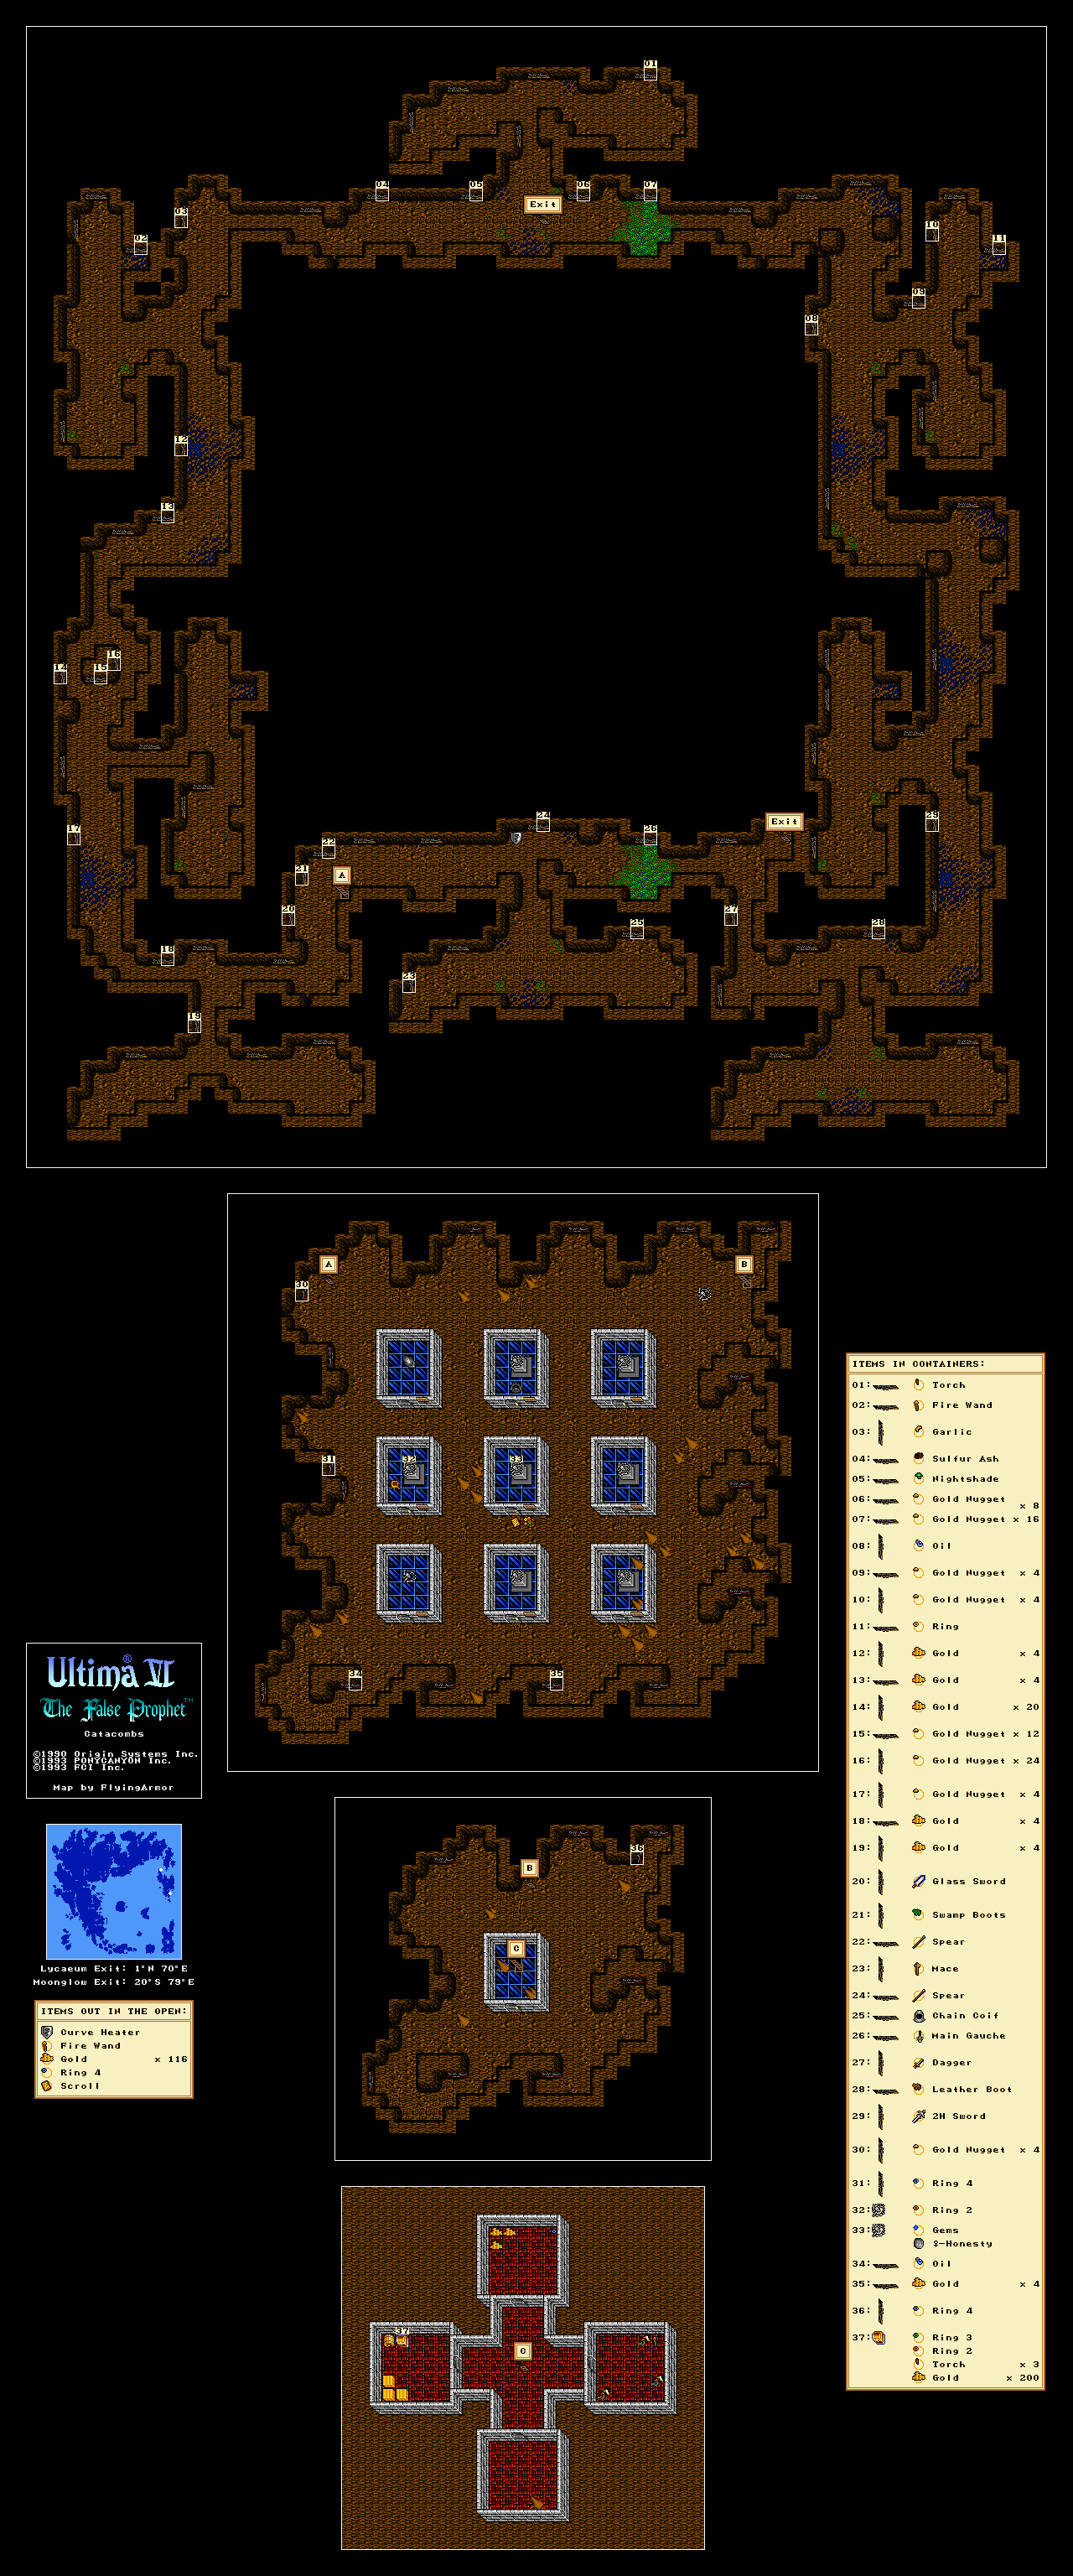 01
04
05
06
07
03
Exit
10
02
11
09
08
12
13
16
14
15
24
Exit
17
26
29
22
21
A
20
27
25
28
18
23
19
A
B
30
31
32
33
34
35
B
36
C
37
C
Ultima VI ®
The False Prophet™
Catacombs
©1990 Origin Systems Inc.
©1993 PONYCANYON Inc.
©1993 FCI Inc.
Map by FlyingArmor
Lycaeum Exit: 1°N 70°E
Moonglow Exit: 20°S 79°E
ITEMS OUT IN THE OPEN:
Curve Heater
Fire Wand
Gold x 116
Ring 4
Scroll
ITEMS IN CONTAINERS:
01: Torch
02: Fire Wand
03: Garlic
04: Sulfur Ash
05: Nightshade
06: Gold Nugget x 8
07: Gold Nugget x 16
08: Oil
09: Gold Nugget x 4
10: Gold Nugget x 4
11: Ring
12: Gold x 4
13: Gold x 4
14: Gold x 20
15: Gold Nugget x 12
16: Gold Nugget x 24
17: Gold Nugget x 4
18: Gold x 4
19: Gold x 4
20: Glass Sword
21: Swamp Boots
22: Spear
23: Mace
24: Spear
25: Chain Coif
26: Main Gauche
27: Dagger
28: Leather Boot
29: 2H Sword
30: Gold Nugget x 4
31: Ring 4
32: Ring 2
33: Gems
♀-Honesty
34: Oil
35: Gold x 4
36: Ring 4
37: Ring 3
Ring 2
Torch x 3
Gold x 200